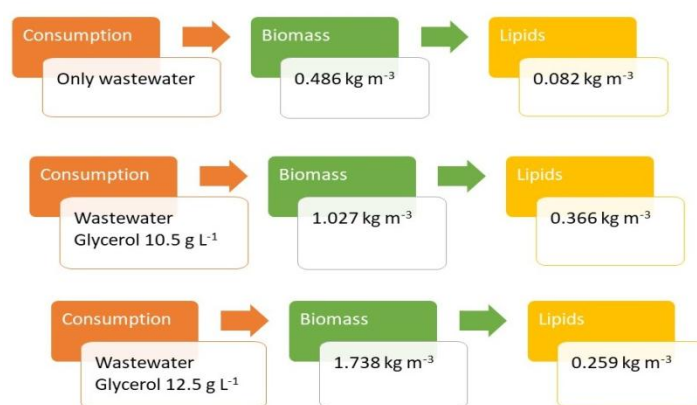 Consumption
Biomass
Lipids
Only wastewater
0.486 kg m⁻³
0.082 kg m⁻³
Consumption
Biomass
Lipids
Wastewater
Glycerol 10.5 g L⁻¹
1.027 kg m⁻³
0.366 kg m⁻³
Consumption
Biomass
Lipids
Wastewater
Glycerol 12.5 g L⁻¹
1.738 kg m⁻³
0.259 kg m⁻³